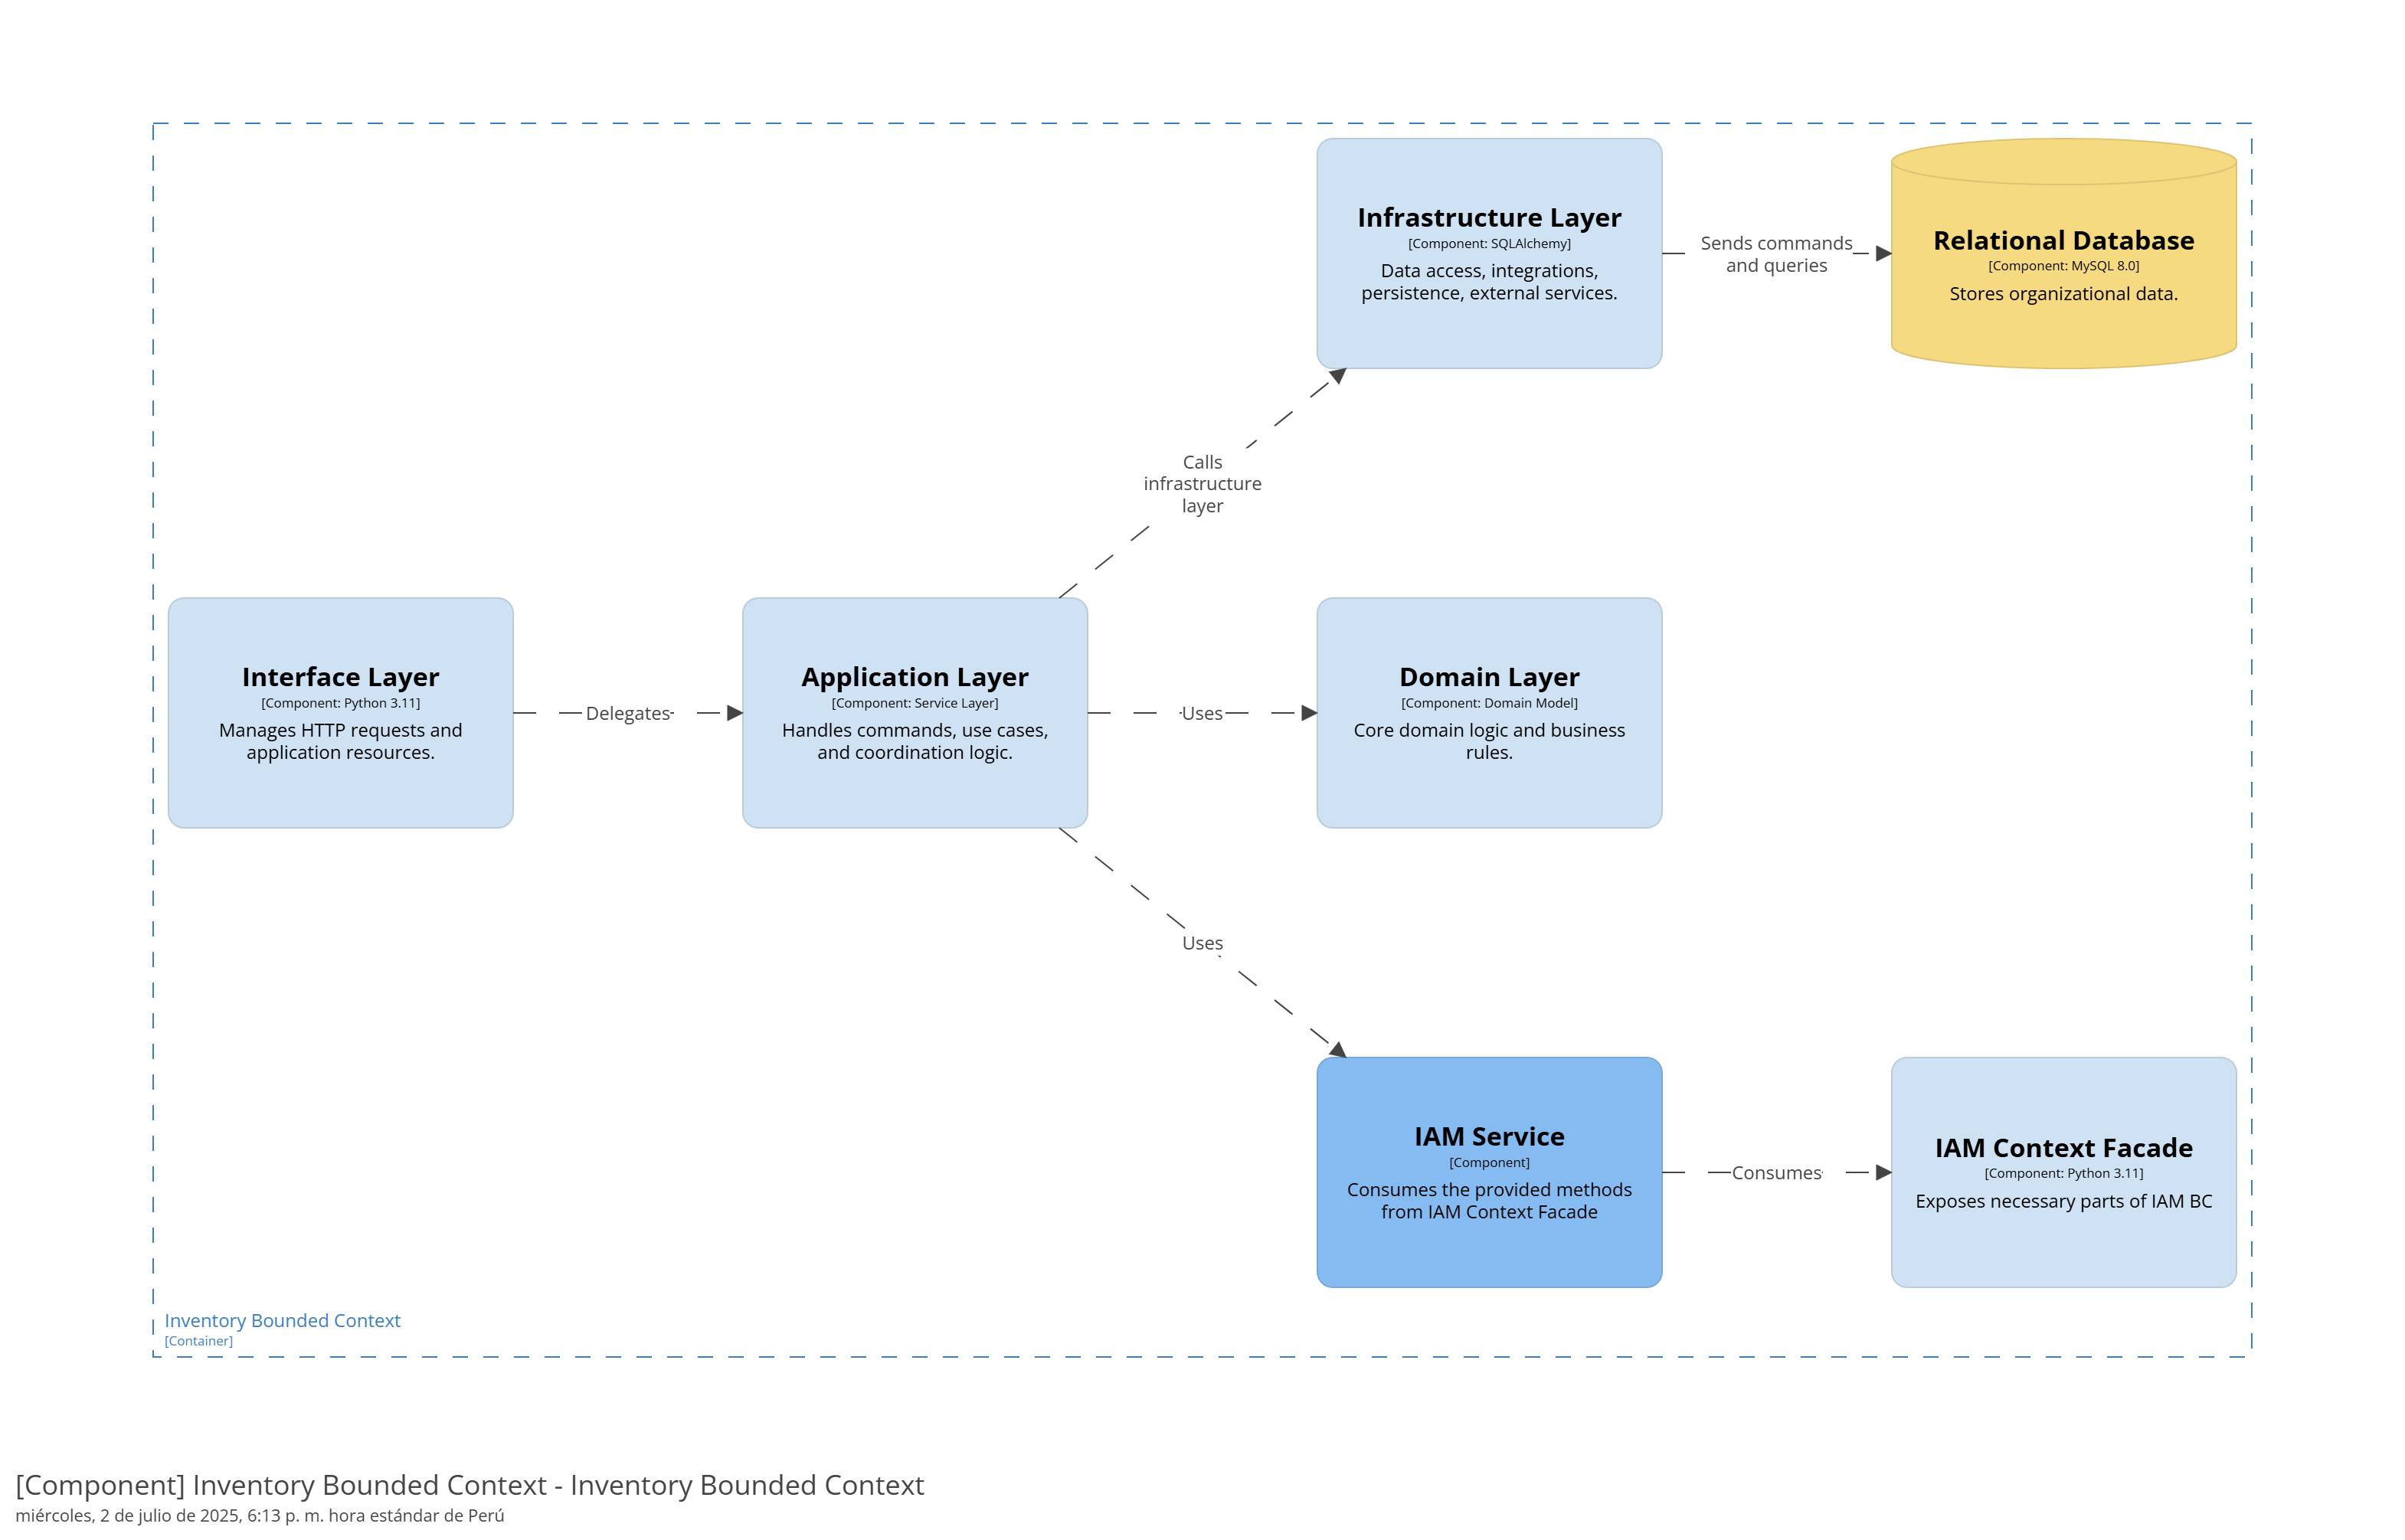 Infrastructure Layer
[Component: SQLAlchemy]
Data access, integrations,
persistence, external services.
Sends commands
and queries
Relational Database
[Component: MySQL 8.0]
Stores organizational data.
Calls
infrastructure
layer
Interface Layer
[Component: Python 3.11]
Manages HTTP requests and
application resources.
Delegates
Application Layer
[Component: Service Layer]
Handles commands, use cases,
and coordination logic.
Uses
Domain Layer
[Component: Domain Model]
Core domain logic and business
rules.
Uses
IAM Service
[Component]
Consumes the provided methods
from IAM Context Facade
Consumes
IAM Context Facade
[Component: Python 3.11]
Exposes necessary parts of IAM BC
Inventory Bounded Context
[Container]
[Component] Inventory Bounded Context - Inventory Bounded Context
miércoles, 2 de julio de 2025, 6:13 p. m. hora estándar de Perú